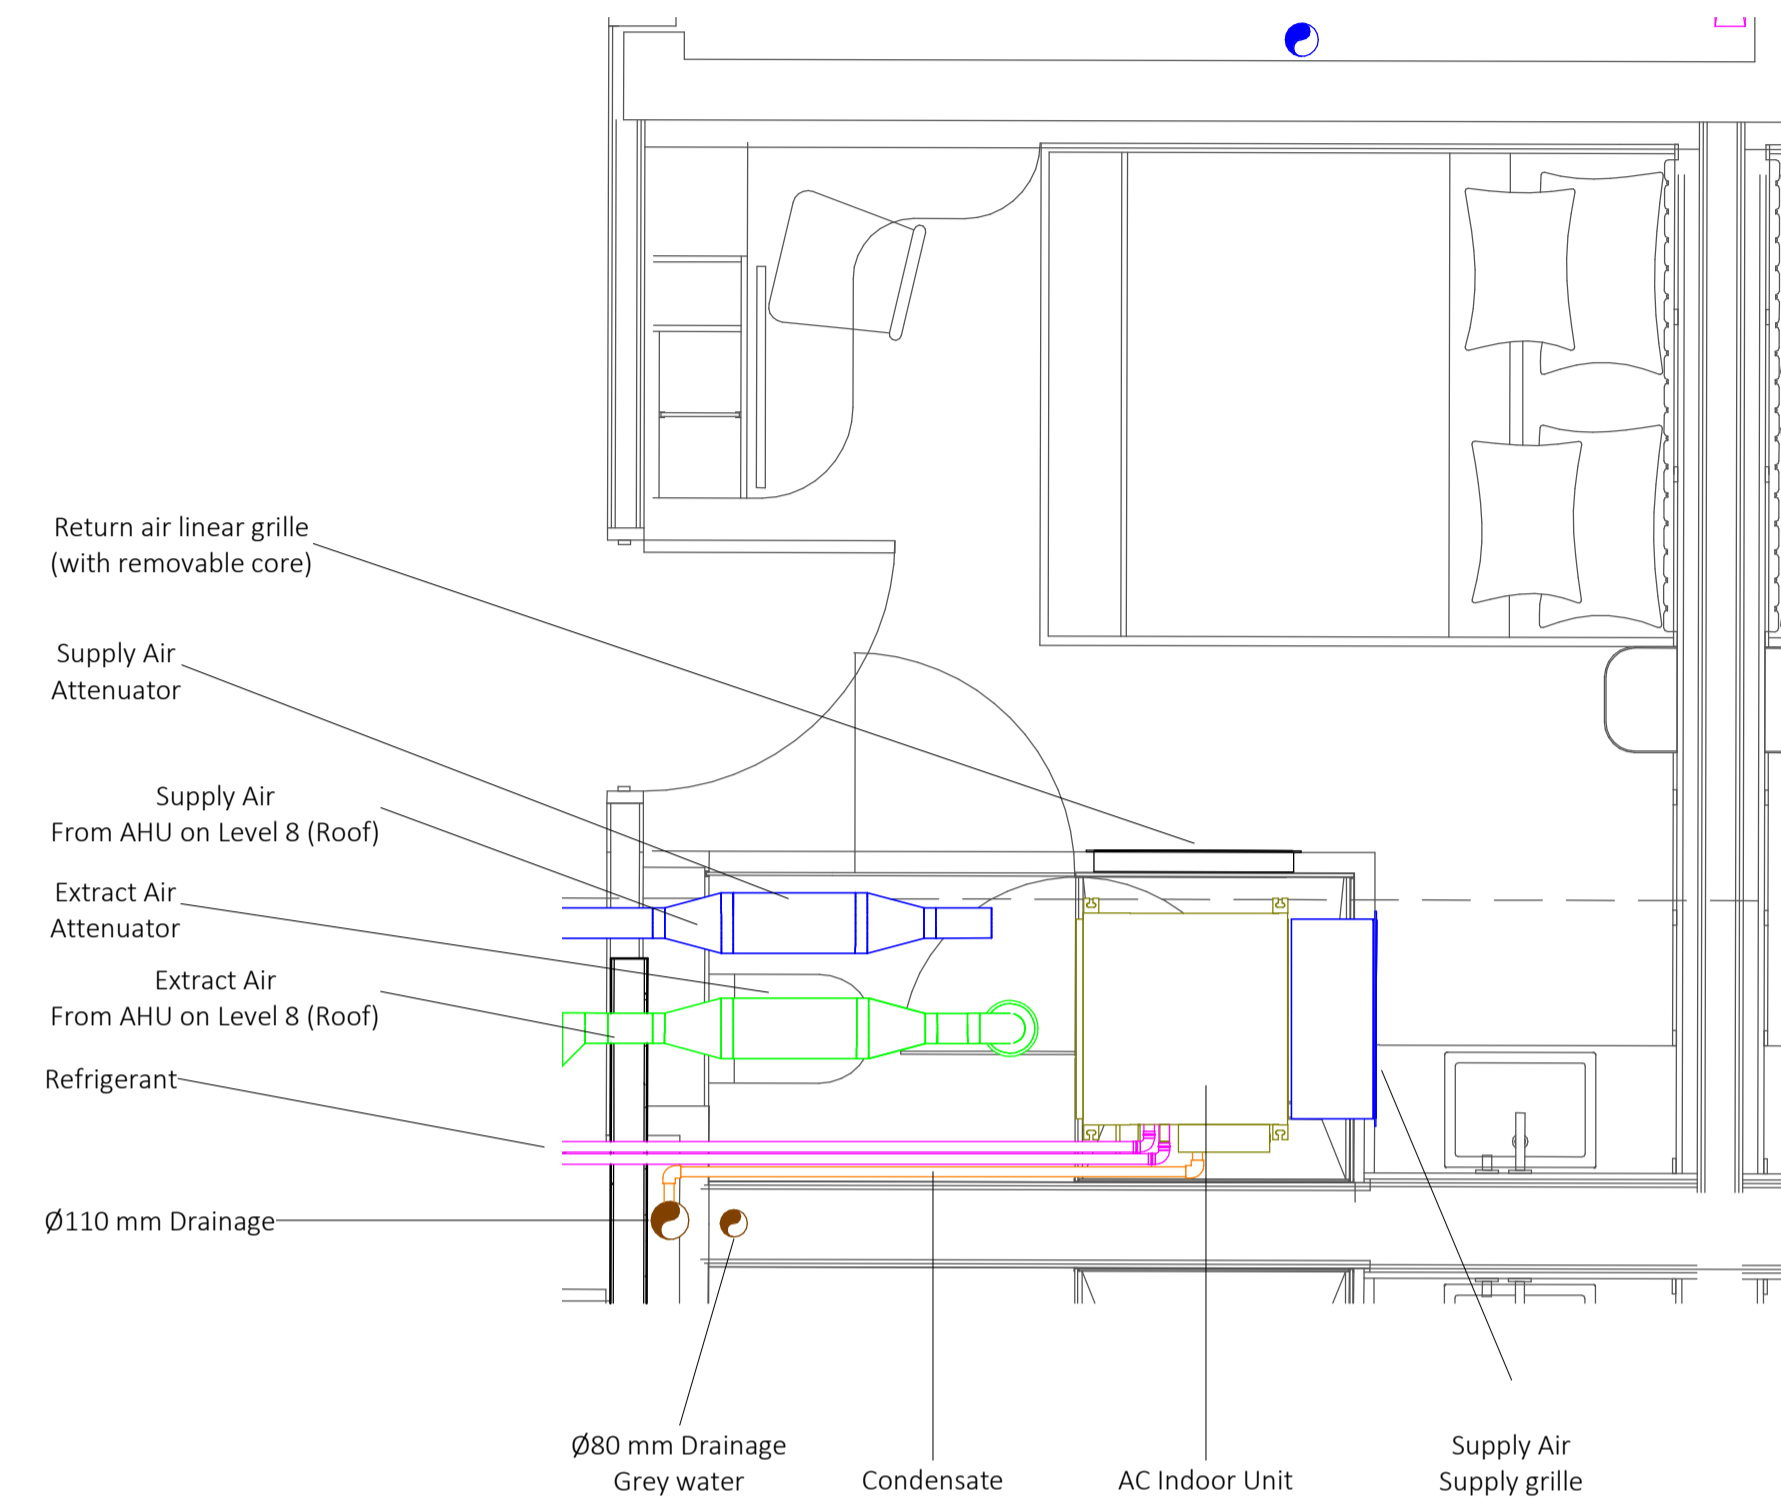 Return air linear grille
(with removable core)
Supply Air
Attenuator
Supply Air
From AHU on Level 8 (Roof)
Extract Air
Attenuator
Extract Air
From AHU on Level 8 (Roof)
Refrigerant
Ø110 mm Drainage
Ø80 mm Drainage
Grey water
Condensate
AC Indoor Unit
Supply Air
Supply grille